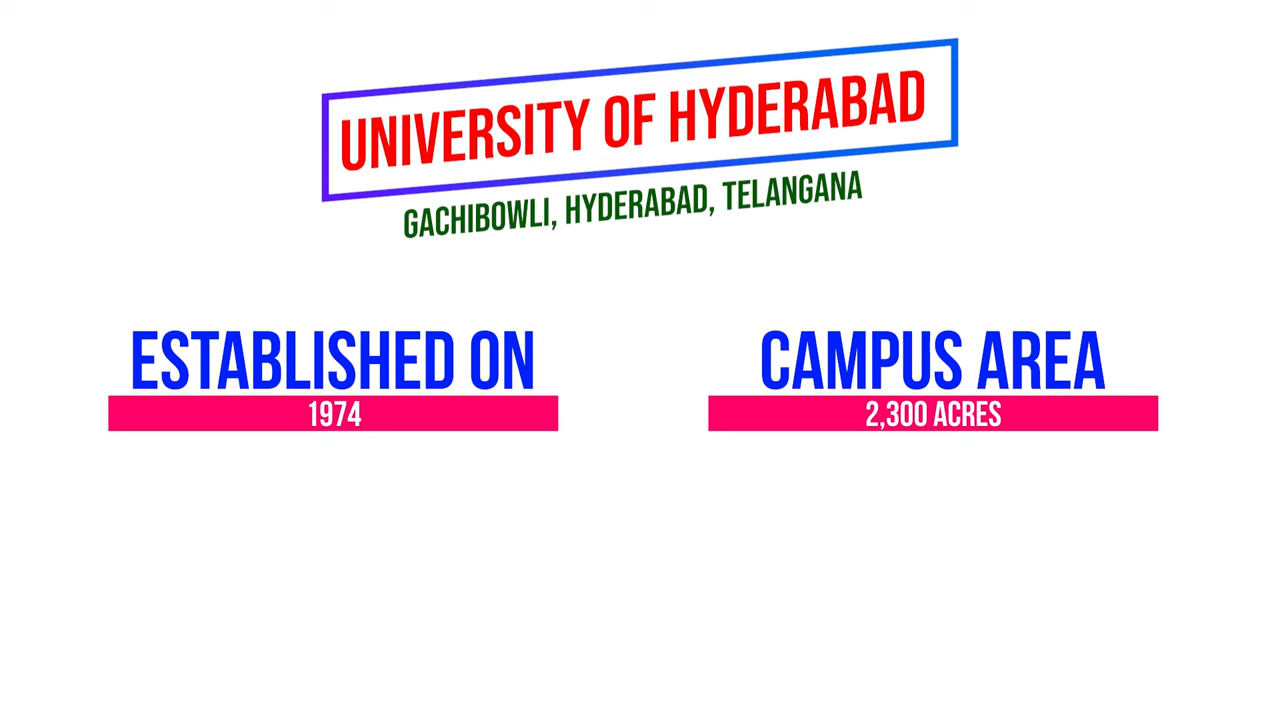 UNIVERSITY OF HYDERABAD
GACHIBOWLI, HYDERABAD, TELANGANA
ESTABLISHED ON
1974
CAMPUS AREA
2,300 ACRES